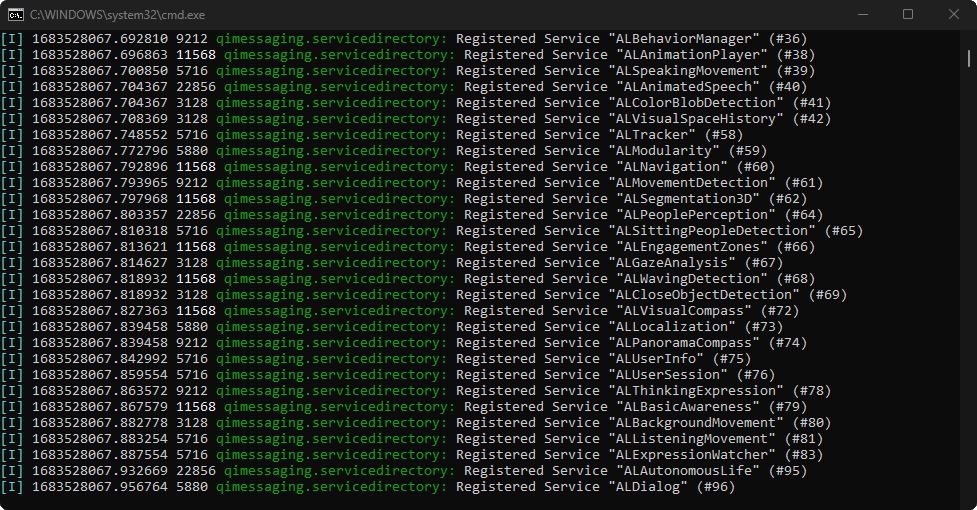 C:\WINDOWS\system32\cmd.exe
[I] 1683528067.692810 9212 qimessaging.servicedirectory: Registered Service "ALBehaviorManager" (#36)
[I] 1683528067.696863 11568 qimessaging.servicedirectory: Registered Service "ALAnimationPlayer" (#38)
[I] 1683528067.700850 5716 qimessaging.servicedirectory: Registered Service "ALSpeakingMovement" (#39)
[I] 1683528067.704367 22856 qimessaging.servicedirectory: Registered Service "ALAnimatedSpeech" (#40)
[I] 1683528067.704367 3128 qimessaging.servicedirectory: Registered Service "ALColorBlobDetection" (#41)
[I] 1683528067.708369 3128 qimessaging.servicedirectory: Registered Service "ALVisualSpaceHistory" (#42)
[I] 1683528067.748552 5716 qimessaging.servicedirectory: Registered Service "ALTracker" (#58)
[I] 1683528067.772796 5880 qimessaging.servicedirectory: Registered Service "ALModularity" (#59)
[I] 1683528067.792896 11568 qimessaging.servicedirectory: Registered Service "ALNavigation" (#60)
[I] 1683528067.793965 9212 qimessaging.servicedirectory: Registered Service "ALMovementDetection" (#61)
[I] 1683528067.797968 11568 qimessaging.servicedirectory: Registered Service "ALSegmentation3D" (#62)
[I] 1683528067.803357 22856 qimessaging.servicedirectory: Registered Service "ALPeoplePerception" (#64)
[I] 1683528067.810318 5716 qimessaging.servicedirectory: Registered Service "ALSittingPeopleDetection" (#65)
[I] 1683528067.813621 11568 qimessaging.servicedirectory: Registered Service "ALEngagementZones" (#66)
[I] 1683528067.814627 3128 qimessaging.servicedirectory: Registered Service "ALGazeAnalysis" (#67)
[I] 1683528067.818932 11568 qimessaging.servicedirectory: Registered Service "ALWavingDetection" (#68)
[I] 1683528067.818932 3128 qimessaging.servicedirectory: Registered Service "ALCloseObjectDetection" (#69)
[I] 1683528067.827363 11568 qimessaging.servicedirectory: Registered Service "ALVisualCompass" (#72)
[I] 1683528067.839458 5880 qimessaging.servicedirectory: Registered Service "ALLocalization" (#73)
[I] 1683528067.839458 9212 qimessaging.servicedirectory: Registered Service "ALPanoramaCompass" (#74)
[I] 1683528067.842992 5716 qimessaging.servicedirectory: Registered Service "ALUserInfo" (#75)
[I] 1683528067.859554 5716 qimessaging.servicedirectory: Registered Service "ALUserSession" (#76)
[I] 1683528067.863572 9212 qimessaging.servicedirectory: Registered Service "ALThinkingExpression" (#78)
[I] 1683528067.867579 11568 qimessaging.servicedirectory: Registered Service "ALBasicAwareness" (#79)
[I] 1683528067.882778 3128 qimessaging.servicedirectory: Registered Service "ALBackgroundMovement" (#80)
[I] 1683528067.883254 5716 qimessaging.servicedirectory: Registered Service "ALListeningMovement" (#81)
[I] 1683528067.887554 5716 qimessaging.servicedirectory: Registered Service "ALExpressionWatcher" (#83)
[I] 1683528067.932669 22856 qimessaging.servicedirectory: Registered Service "ALAutonomousLife" (#95)
[I] 1683528067.956764 5880 qimessaging.servicedirectory: Registered Service "ALDialog" (#96)